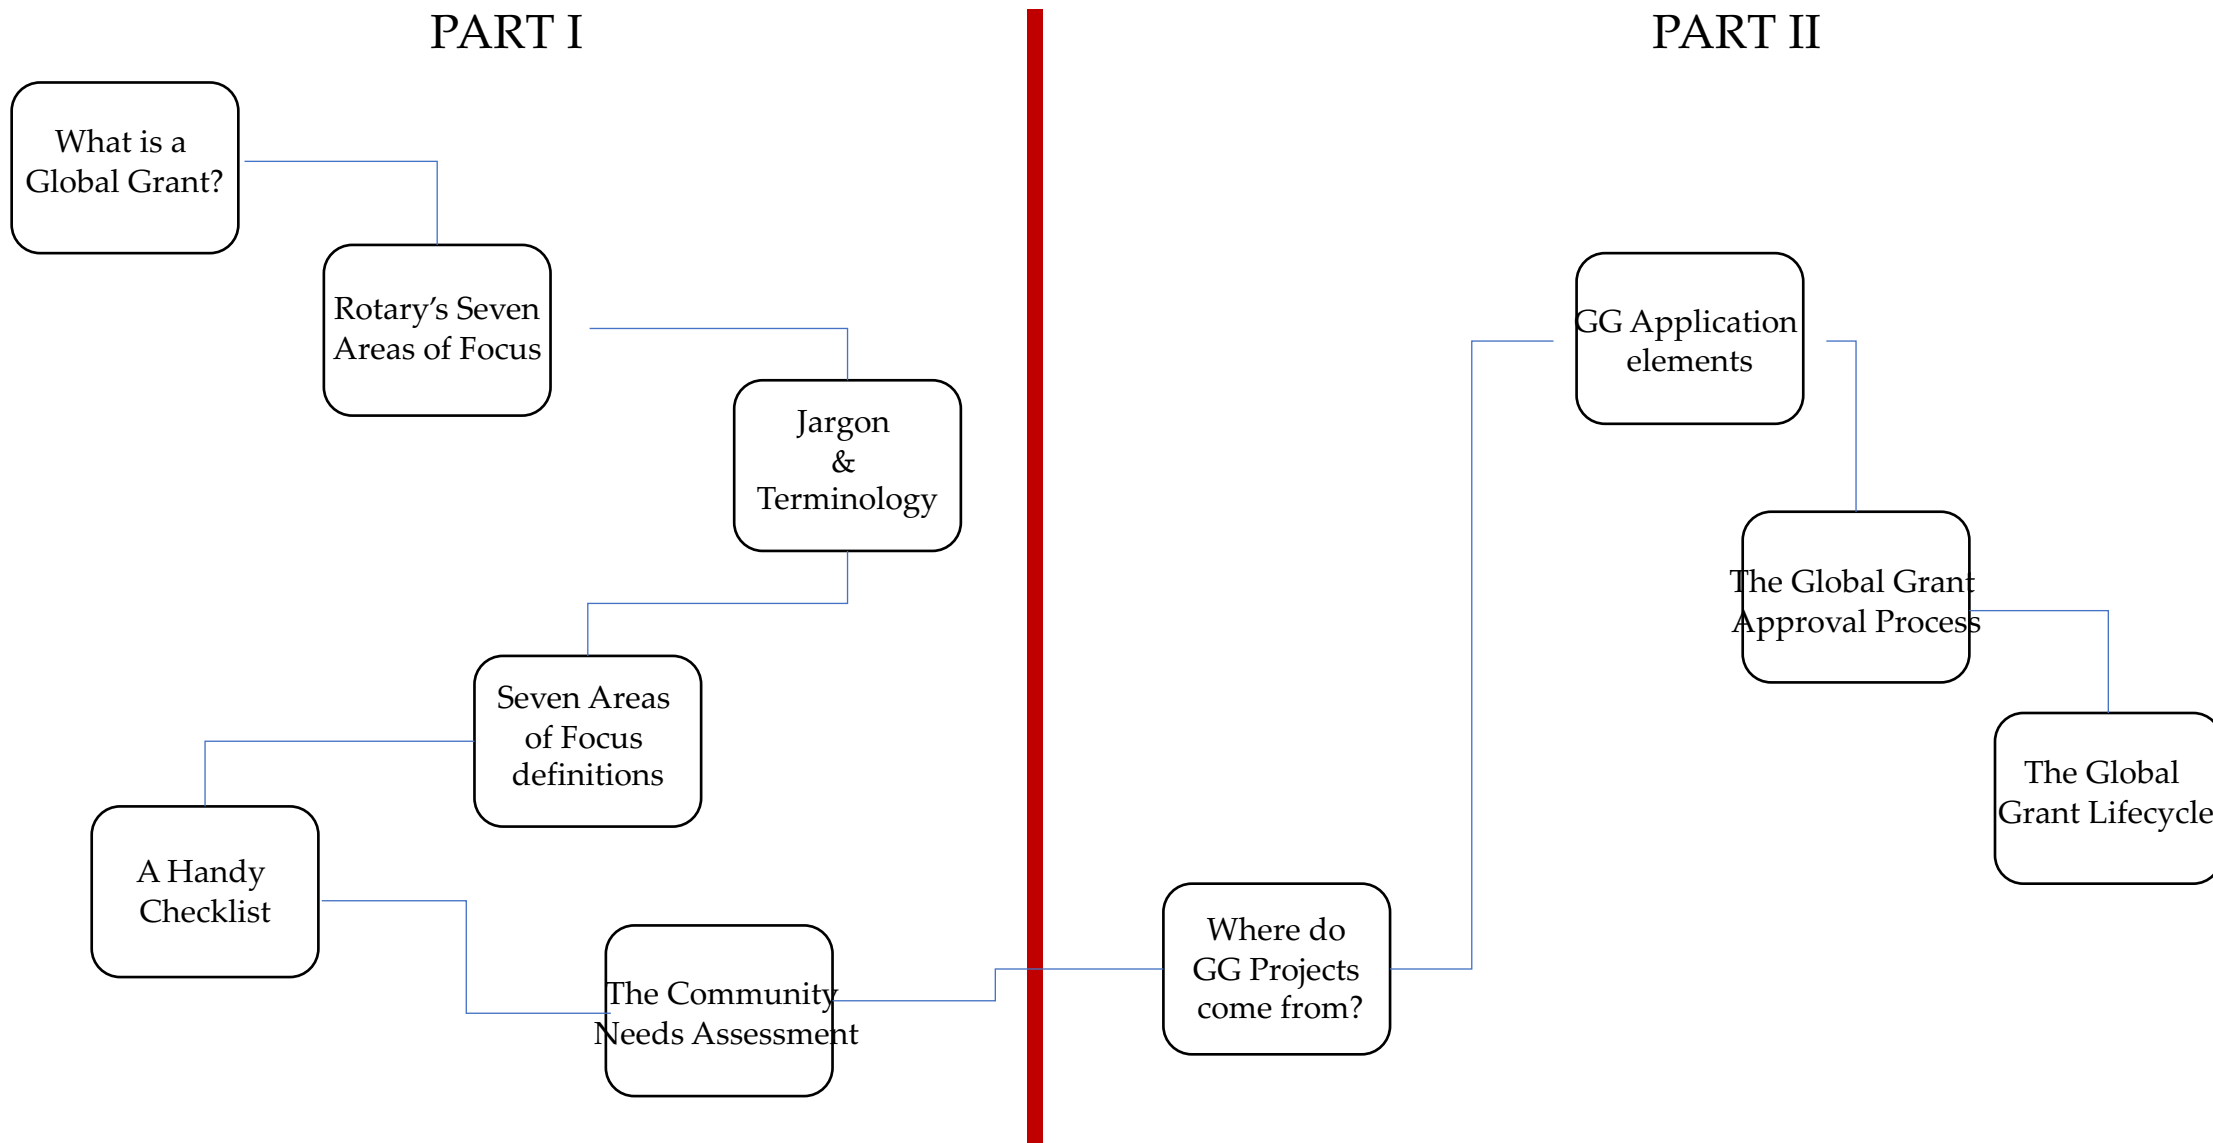 PART I
What is a
Global Grant?
Rotary’s Seven
Areas of Focus
Jargon
&
Terminology
Seven Areas
of Focus
definitions
A Handy
Checklist
The Community
Needs Assessment
PART II
Where do
GG Projects
come from?
GG Application
elements
The Global Grant
Approval Process
The Global
Grant Lifecycle